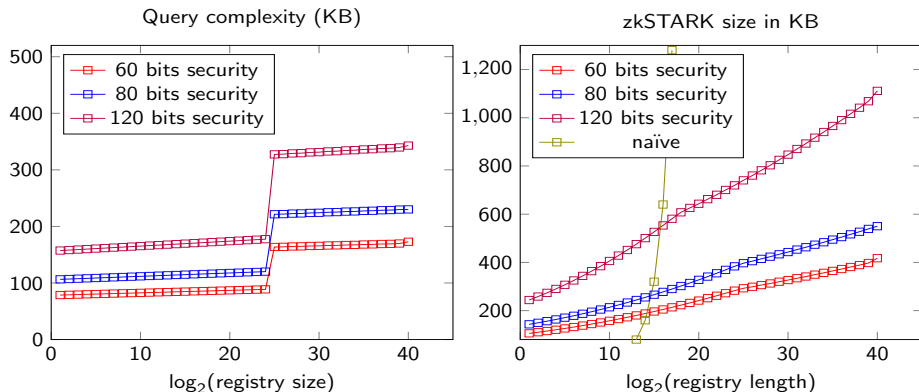 Query complexity (KB)
500
400
300
200
100
0
0
10
20
30
40
log2(registry size)
60 bits security
80 bits security
120 bits security
zkSTARK size in KB
1,200
1,000
800
600
400
200
0
10
20
30
40
log2(registry length)
60 bits security
80 bits security
120 bits security
naïve